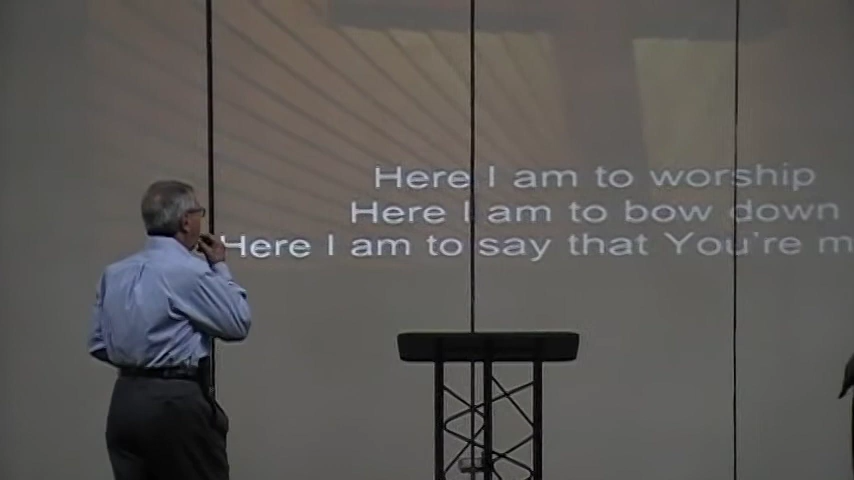 Here I am to worship
Here I am to bow down
Here I am to say that You're m